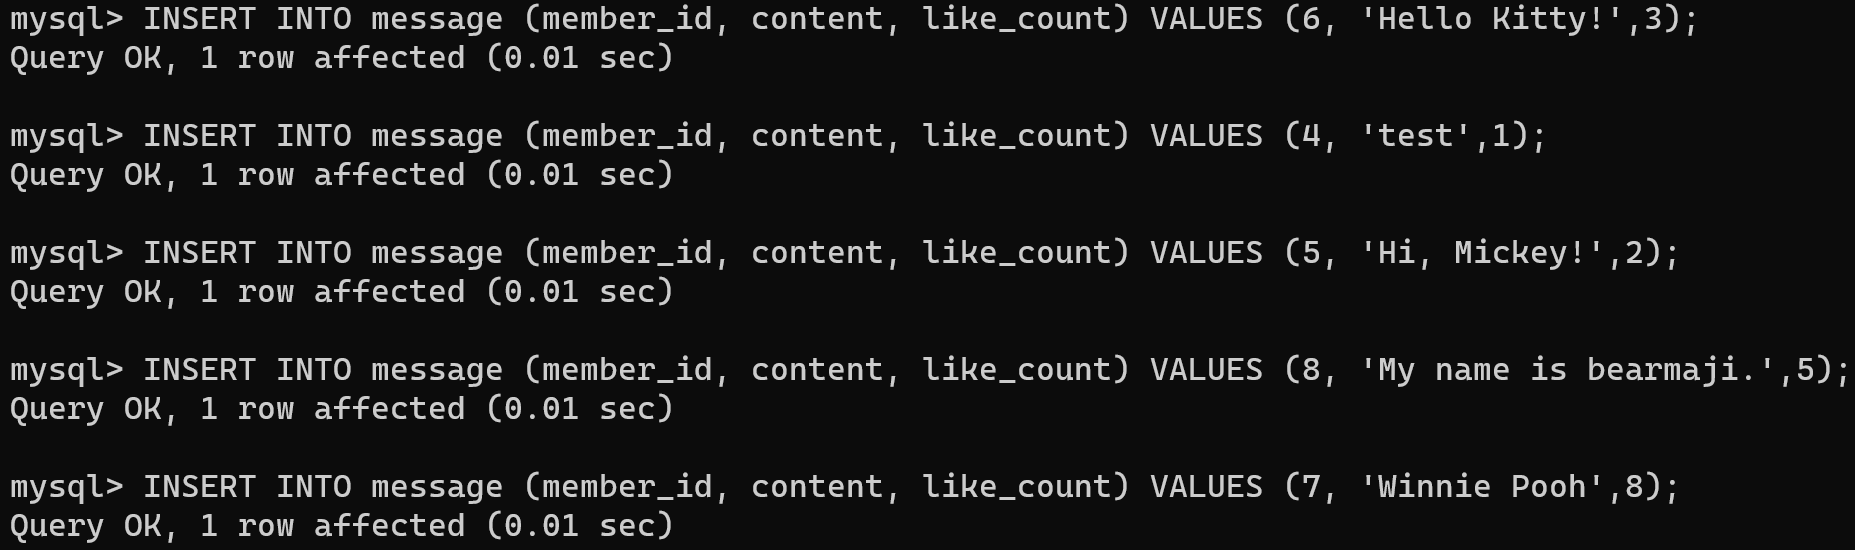 mysql> INSERT INTO message (member_id, content, like_count) VALUES (6, 'Hello Kitty!',3);
Query OK, 1 row affected (0.01 sec)
mysql> INSERT INTO message (member_id, content, like_count) VALUES (4, 'test',1);
Query OK, 1 row affected (0.01 sec)
mysql> INSERT INTO message (member_id, content, like_count) VALUES (5, 'Hi, Mickey!',2);
Query OK, 1 row affected (0.01 sec)
mysql> INSERT INTO message (member_id, content, like_count) VALUES (8, 'My name is bearmaji.',5);
Query OK, 1 row affected (0.01 sec)
mysql> INSERT INTO message (member_id, content, like_count) VALUES (7, 'Winnie Pooh',8);
Query OK, 1 row affected (0.01 sec)